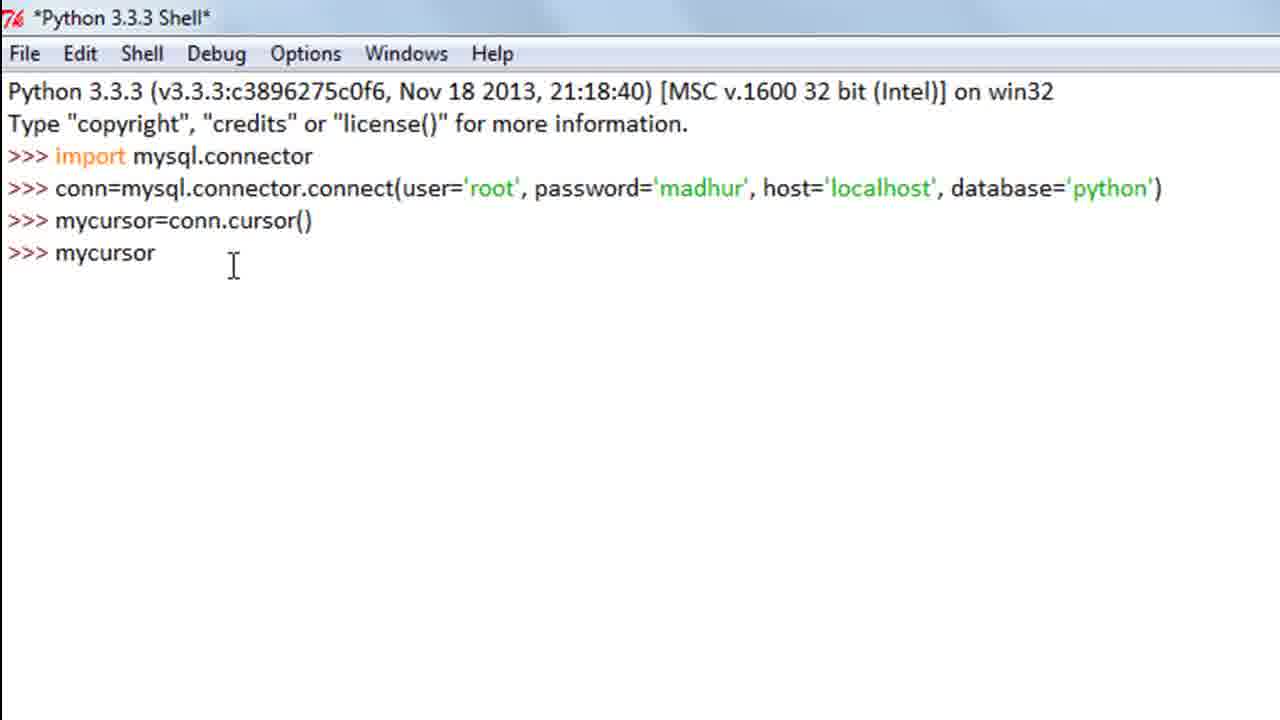 *Python 3.3.3 Shell*
File Edit Shell Debug Options Windows Help
Python 3.3.3 (v3.3.3:c3896275c0f6, Nov 18 2013, 21:18:40) [MSC v.1600 32 bit (Intel)] on win32
Type "copyright", "credits" or "license()" for more information.
>>> import mysql.connector
>>> conn=mysql.connector.connect(user='root', password='madhur', host='localhost', database='python')
>>> mycursor=conn.cursor()
>>> mycursor